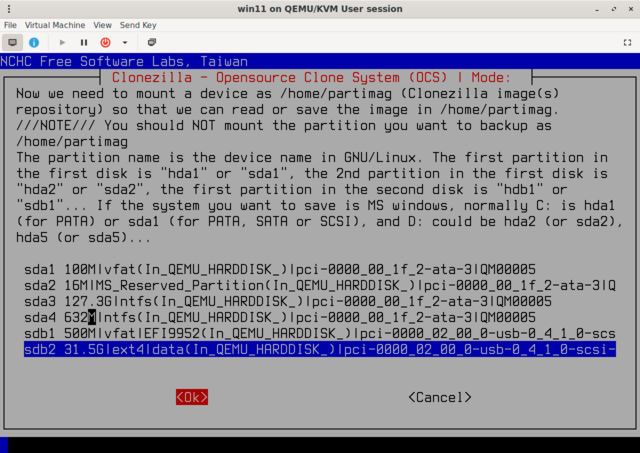 win11 on QEMU/KVM User session
File Virtual Machine View Send Key
NCHC Free Software Labs, Taiwan
Clonezilla - Opensource Clone System (OCS) | Mode:
Now we need to mount a device as /home/partimag (Clonezilla image(s)
repository) so that we can read or save the image in /home/partimag.
///NOTE/// You should NOT mount the partition you want to backup as
/home/partimag
The partition name is the device name in GNU/Linux. The first partition in
the first disk is "hda1" or "sda1", the 2nd partition in the first disk is
"hda2" or "sda2", the first partition in the second disk is "hdb1" or
"sdb1"... If the system you want to save is MS windows, normally C: is hda1
(for PATA) or sda1 (for PATA, SATA or SCSI), and D: could be hda2 (or sda2),
hda5 (or sda5)...
sda1 100M|vfat(In_QEMU_HARDDISK_)|pci-0000_00_1f_2-ata-3|QM00005
sda2 16M|MS_Reserved_Partition(In_QEMU_HARDDISK_)|pci-0000_00_1f_2-ata-3|Q
sda3 127.3G|ntfs(In_QEMU_HARDDISK_)|pci-0000_00_1f_2-ata-3|QM00005
sda4 632M|ntfs(In_QEMU_HARDDISK_)|pci-0000_00_1f_2-ata-3|QM00005
sdb1 500M|vfat|EFI9952(In_QEMU_HARDDISK_)|pci-0000_02_00_0-usb-0_4_1_0-scs
sdb2 31.5G|ext4|data(In_QEMU_HARDDISK_)|pci-0000_02_00_0-usb-0_4_1_0-scsi-
<Ok> <Cancel>